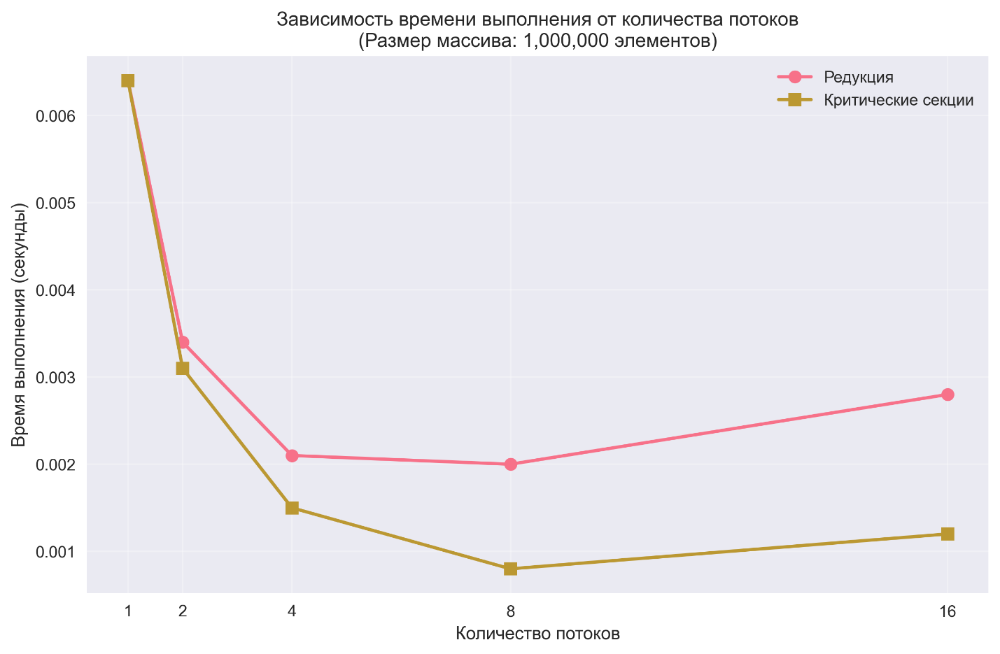 Зависимость времени выполнения от количества потоков
(Размер массива: 1,000,000 элементов)
Редукция
Критические секции
Время выполнения (секунды)
0.006
0.005
0.004
0.003
0.002
0.001
1 2 4 8 16
Количество потоков